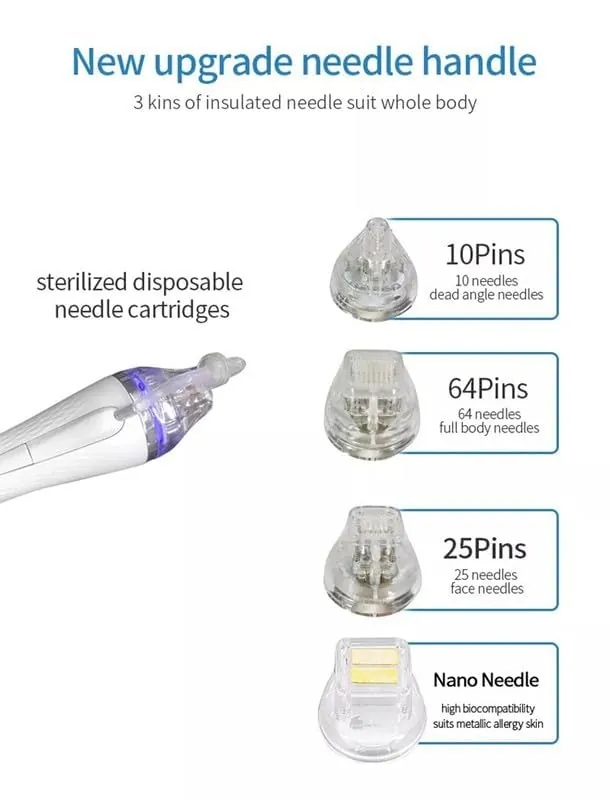 New upgrade needle handle
3 kins of insulated needle suit whole body
sterilized disposable
needle cartridges
10Pins
10 needles
dead angle needles
64Pins
64 needles
full body needles
25Pins
25 needles
face needles
Nano Needle
high biocompatibility
suits metallic allergy skin